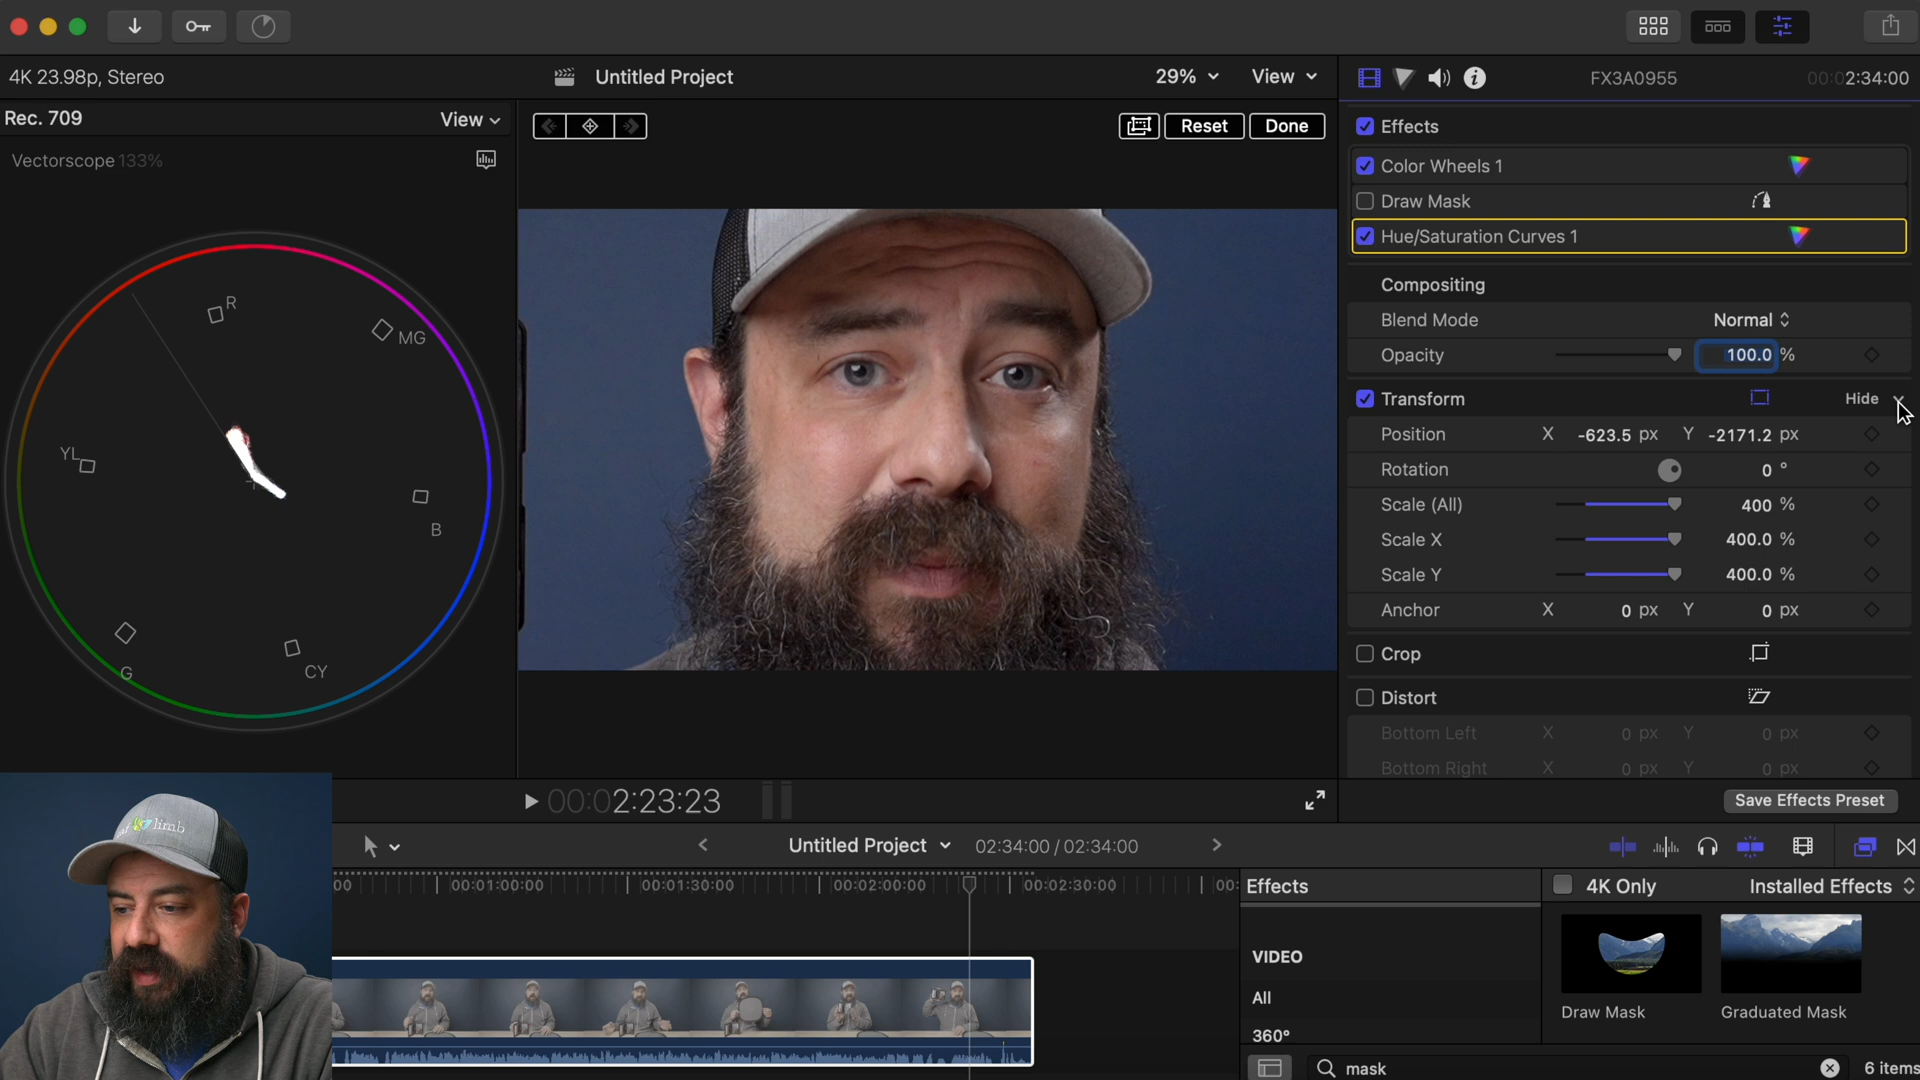 4K 23.98p, Stereo
Untitled Project
29%
View
FX3A0955
00:02:34:00
Rec. 709
View
Reset
Done
Effects
Vectorscope 133%
Color Wheels 1
Draw Mask
Hue/Saturation Curves 1
Compositing
Blend Mode
Normal
Opacity
100.0 %
Transform
Hide
Position X -623.5 px Y -2171.2 px
Rotation 0 °
Scale (All) 400 %
Scale X 400.0 %
Scale Y 400.0 %
Anchor X 0 px Y 0 px
Crop
Distort
Bottom Left X 0 px Y 0 px
Bottom Right X 0 px Y 0 px
R
MG
YL
B
G
CY
00:02:23:23
Save Effects Preset
Untitled Project
02:34:00 / 02:34:00
00
00:01:00:00
00:01:30:00
00:02:00:00
00:02:30:00
00:
Effects
4K Only
Installed Effects
VIDEO
All
360°
Draw Mask
Graduated Mask
mask
6 items
limb